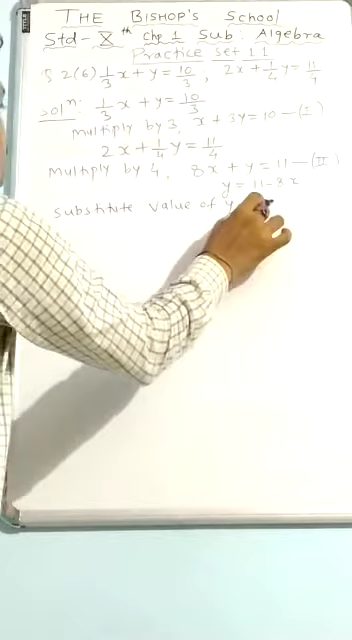 THE BISHOP'S School
Std- X th Chp 1 Sub: Algebra
Practice Set 1.1
2(6) 1/3 x + y = 10/3 , 2x + 1/4 y = 11/4
Solⁿ: 1/3 x + y = 10/3
multiply by 3, x + 3y = 10 — (I)
2x + 1/4 y = 11/4
multiply by 4, 8x + y = 11 — (II)
y = 11 - 8x
substitute value of y